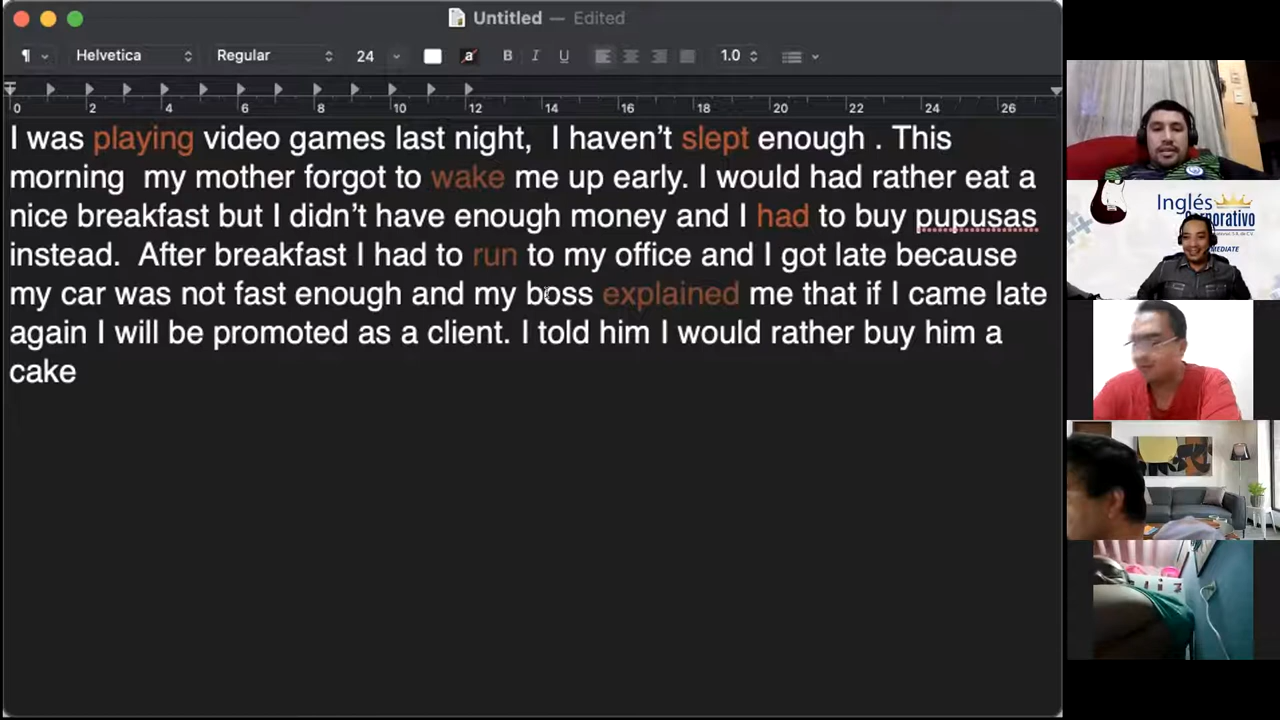 Untitled — Edited
¶ Helvetica Regular 24 a B I U 1.0
0 2 4 6 8 10 12 14 16 18 20 22 24 26
I was playing video games last night, I haven’t slept enough . This
morning my mother forgot to wake me up early. I would had rather eat a
nice breakfast but I didn’t have enough money and I had to buy pupusas
instead. After breakfast I had to run to my office and I got late because
my car was not fast enough and my boss explained me that if I came late
again I will be promoted as a client. I told him I would rather buy him a
cake
Inglés
Corporativo
MEDIATE